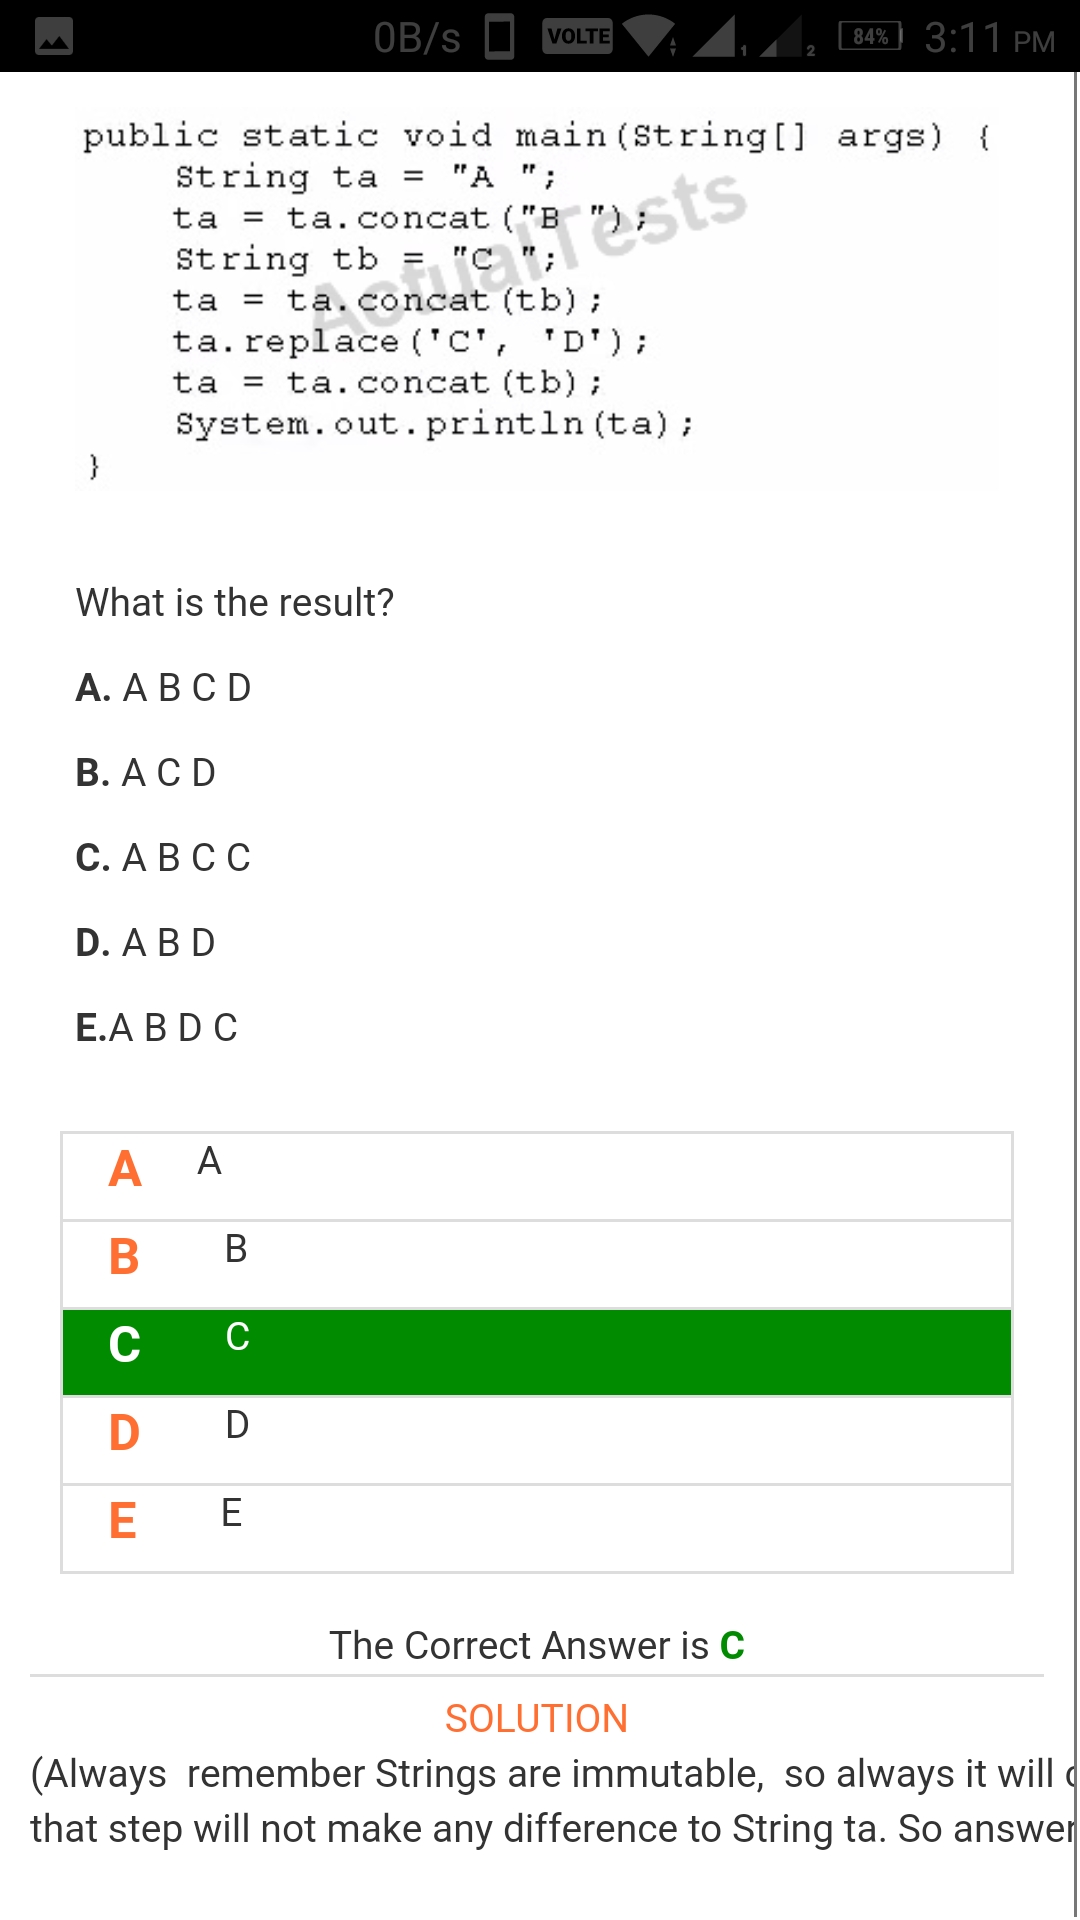 0B/s VOLTE 1 2 84% 3:11 PM
public static void main(String[] args) {
String ta = "A ";
ta = ta.concat("B ");
String tb = "C ";
ta = ta.concat(tb);
ta.replace('C', 'D');
ta = ta.concat(tb);
System.out.println(ta);
}
ActualTests
What is the result?
A. A B C D
B. A C D
C. A B C C
D. A B D
E.A B D C
A A
B B
C C
D D
E E
The Correct Answer is C
SOLUTION
(Always remember Strings are immutable, so always it will
that step will not make any difference to String ta. So answer